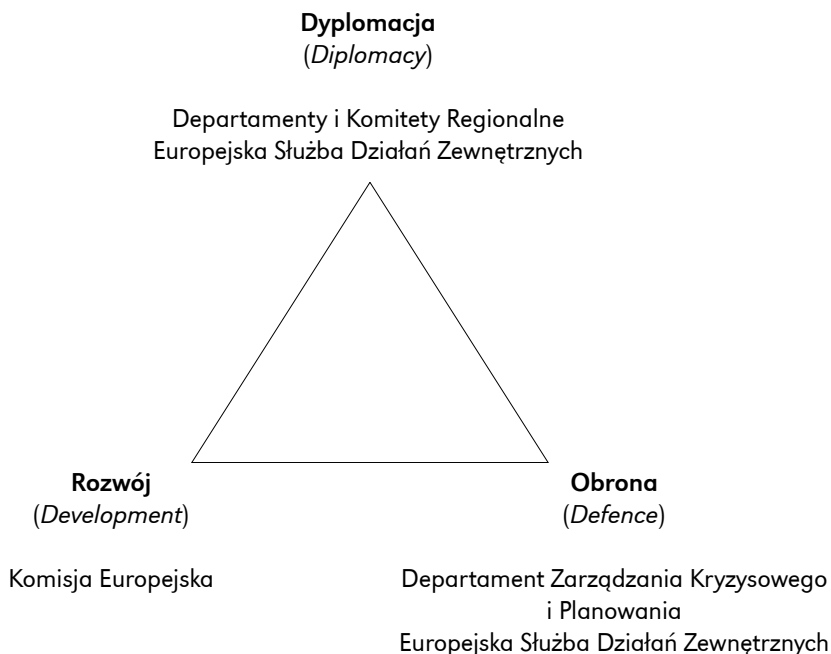 Dyplomacja
(Diplomacy)
Departamenty i Komitety Regionalne
Europejska Służba Działań Zewnętrznych
Rozwój
(Development)
Komisja Europejska
Obrona
(Defence)
Departament Zarządzania Kryzysowego
i Planowania
Europejska Służba Działań Zewnętrznych